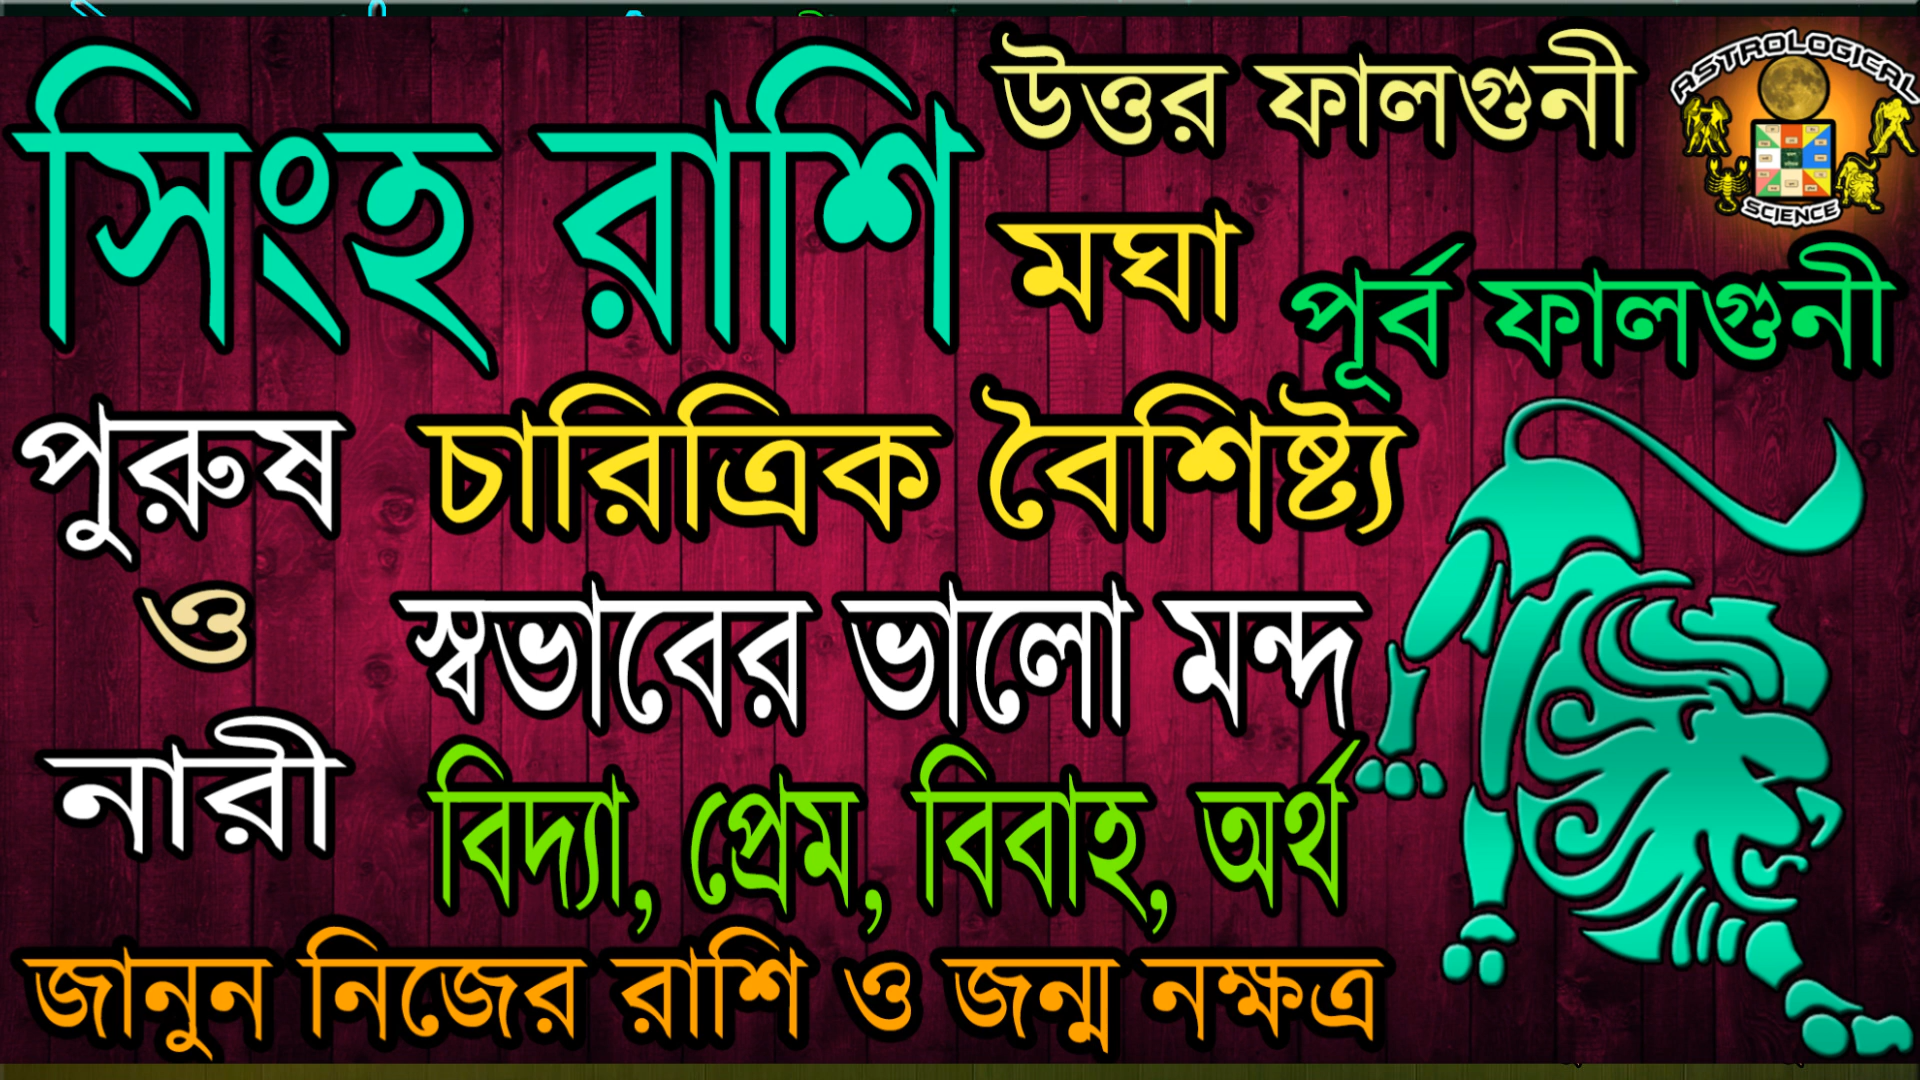 সিংহ রাশি
উত্তর ফালগুনী
মঘা
পূর্ব ফালগুনী
ASTROLOGICAL
SCIENCE
পুরুষ
ও
নারী
চারিত্রিক বৈশিষ্ট্য
স্বভাবের ভালো মন্দ
বিদ্যা, প্রেম, বিবাহ, অর্থ
জানুন নিজের রাশি ও জন্ম নক্ষত্র